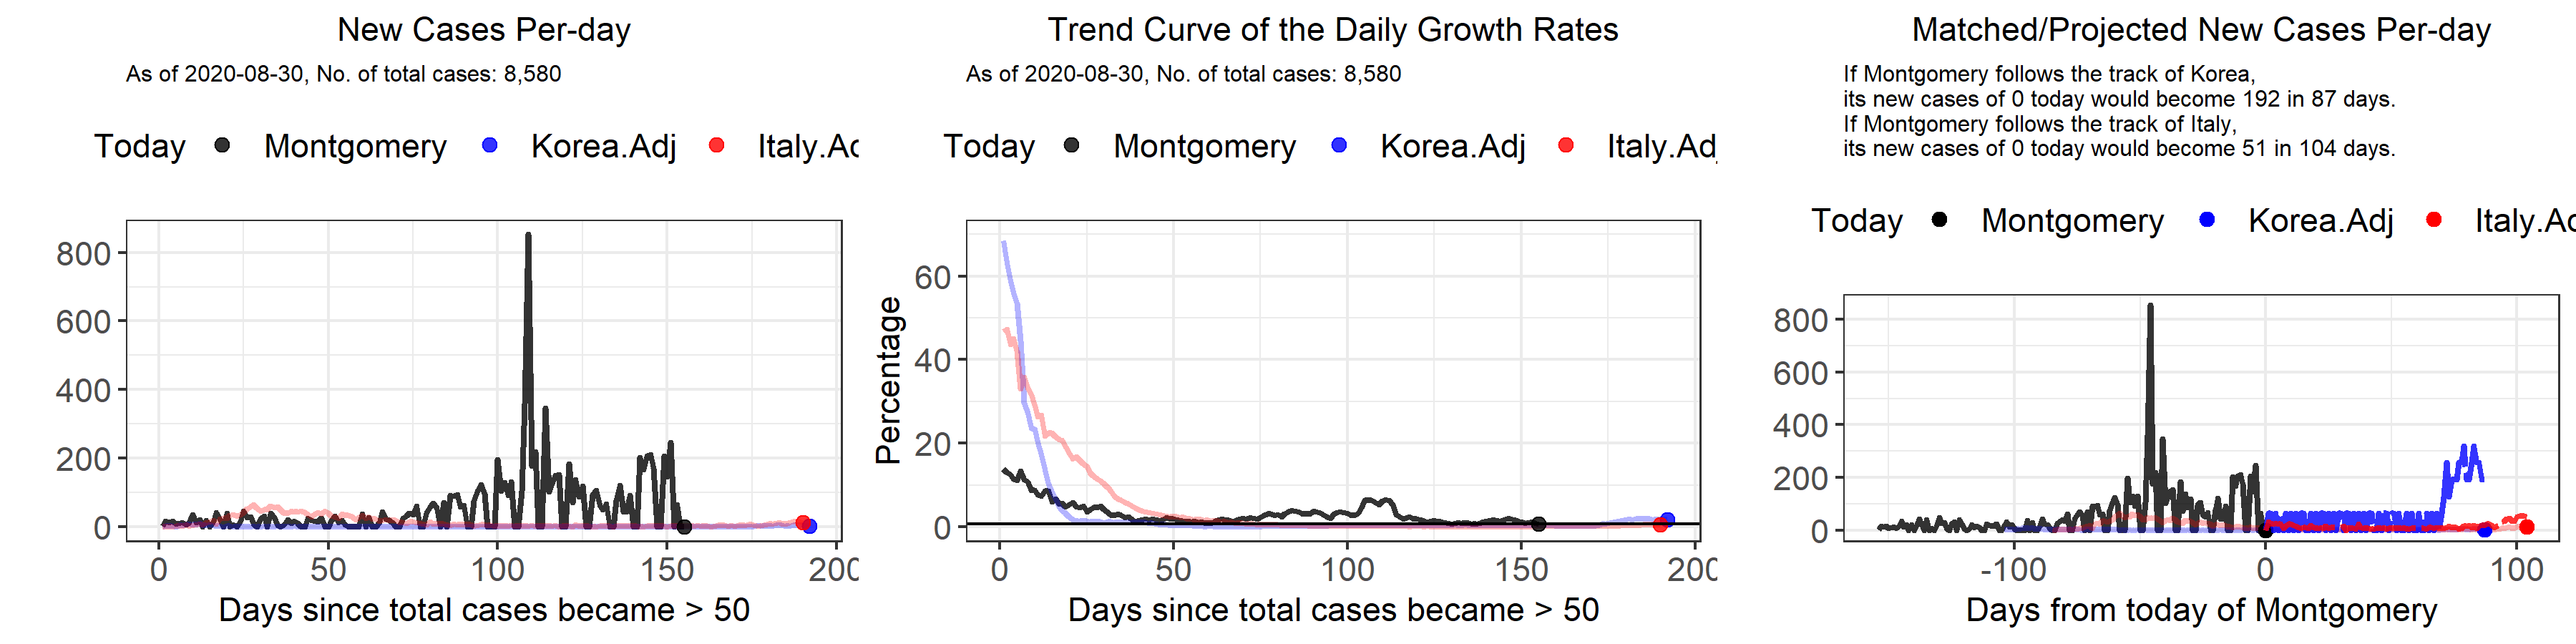 New Cases Per-day
As of 2020-08-30, No. of total cases: 8,580
Today Montgomery Korea.Adj Italy.Ac
800
600
400
200
0
0 50 100 150 200
Days since total cases became > 50
Trend Curve of the Daily Growth Rates
As of 2020-08-30, No. of total cases: 8,580
Today Montgomery Korea.Adj Italy.Adj
Percentage
60
40
20
0
0 50 100 150 200
Days since total cases became > 50
Matched/Projected New Cases Per-day
If Montgomery follows the track of Korea,
its new cases of 0 today would become 192 in 87 days.
If Montgomery follows the track of Italy,
its new cases of 0 today would become 51 in 104 days.
Today Montgomery Korea.Adj Italy.Ac
800
600
400
200
0
-100 0 100
Days from today of Montgomery